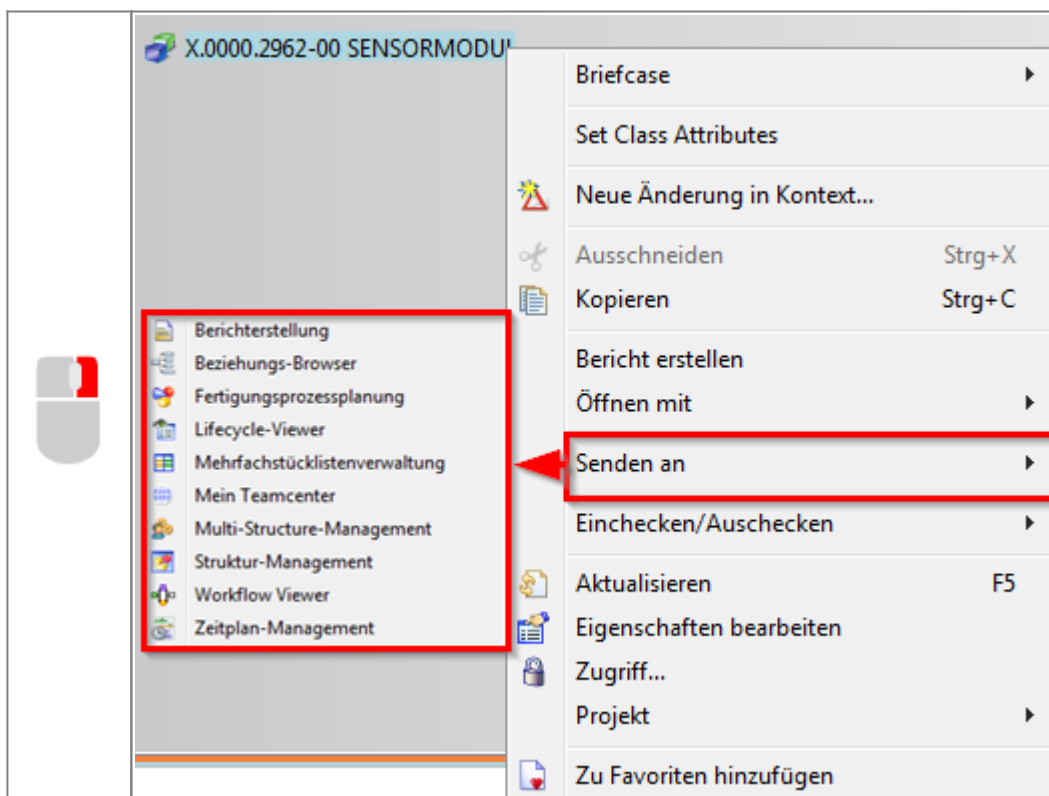 X.0000.2962-00 SENSORMODUL
Briefcase
Set Class Attributes
Neue Änderung in Kontext...
Ausschneiden Strg+X
Kopieren Strg+C
Bericht erstellen
Öffnen mit
Senden an
Einchecken/Auschecken
Aktualisieren F5
Eigenschaften bearbeiten
Zugriff...
Projekt
Zu Favoriten hinzufügen
Berichterstellung
Beziehungs-Browser
Fertigungsprozessplanung
Lifecycle-Viewer
Mehrfachstücklistenverwaltung
Mein Teamcenter
Multi-Structure-Management
Struktur-Management
Workflow Viewer
Zeitplan-Management